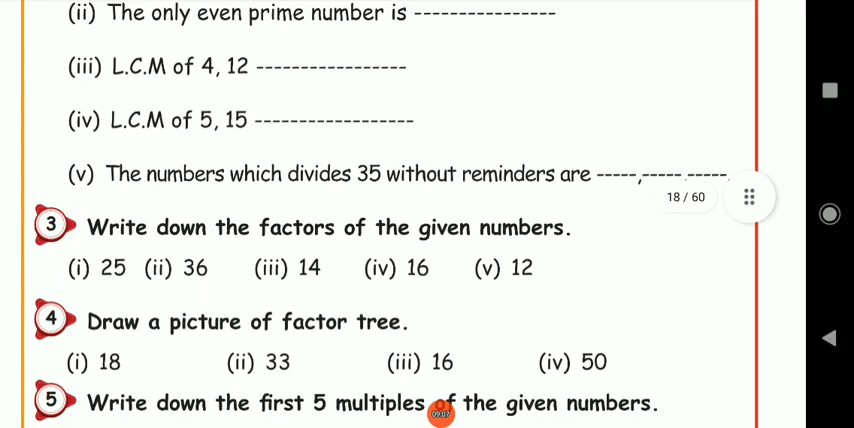 (ii) The only even prime number is ----------------
(iii) L.C.M of 4, 12 -----------------
(iv) L.C.M of 5, 15 ------------------
(v) The numbers which divides 35 without reminders are -----,----- -----.
18 / 60
3 Write down the factors of the given numbers.
(i) 25 (ii) 36 (iii) 14 (iv) 16 (v) 12
4 Draw a picture of factor tree.
(i) 18 (ii) 33 (iii) 16 (iv) 50
5 Write down the first 5 multiples of the given numbers.
09:07